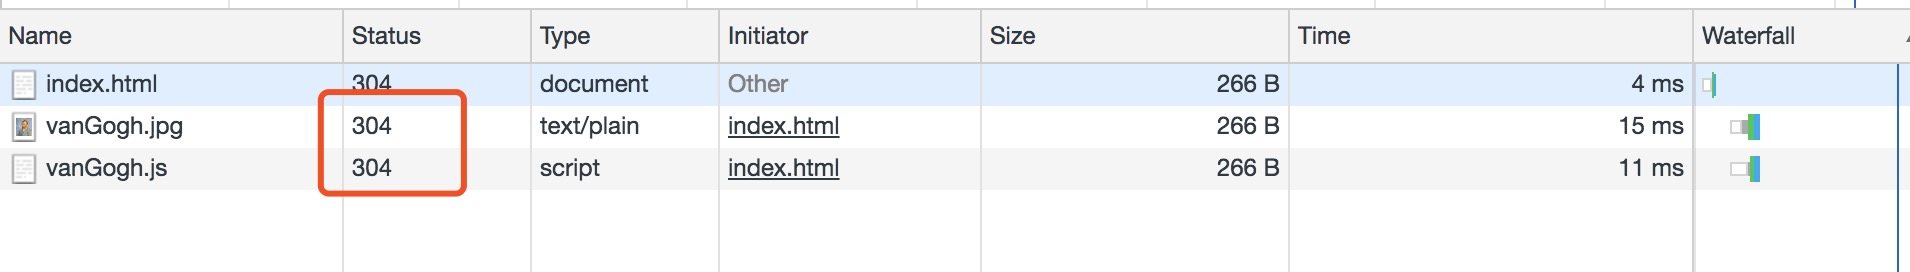 Name Status Type Initiator Size Time Waterfall
index.html 304 document Other 266 B 4 ms
vanGogh.jpg 304 text/plain index.html 266 B 15 ms
vanGogh.js 304 script index.html 266 B 11 ms